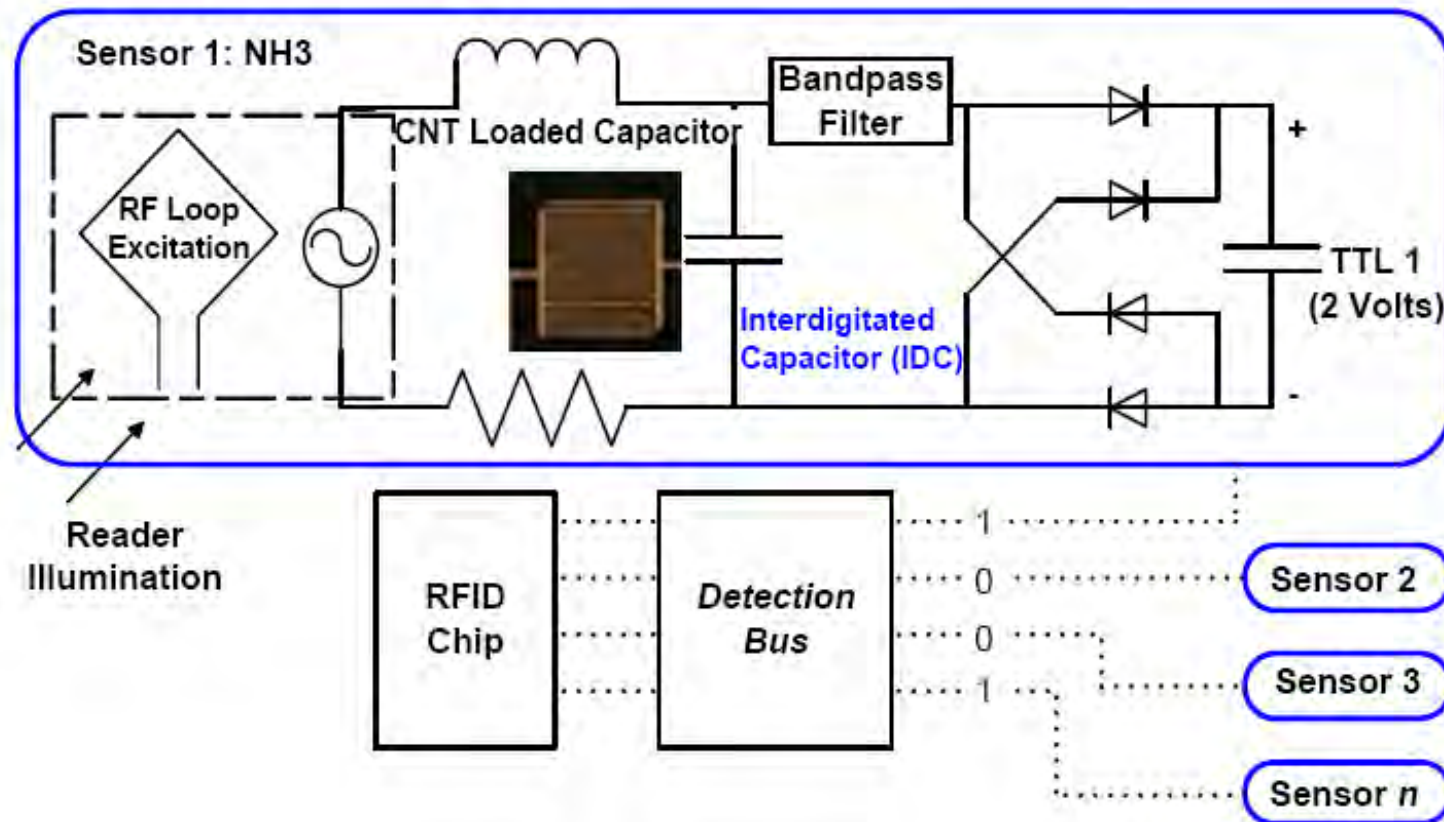 Sensor 1: NH3
Bandpass
Filter
CNT Loaded Capacitor
+
RF Loop
Excitation
TTL 1
(2 Volts)
Interdigitated
Capacitor (IDC)
-
Reader
Illumination
RFID
Chip
Detection
Bus
1
0
0
1
Sensor 2
Sensor 3
Sensor n